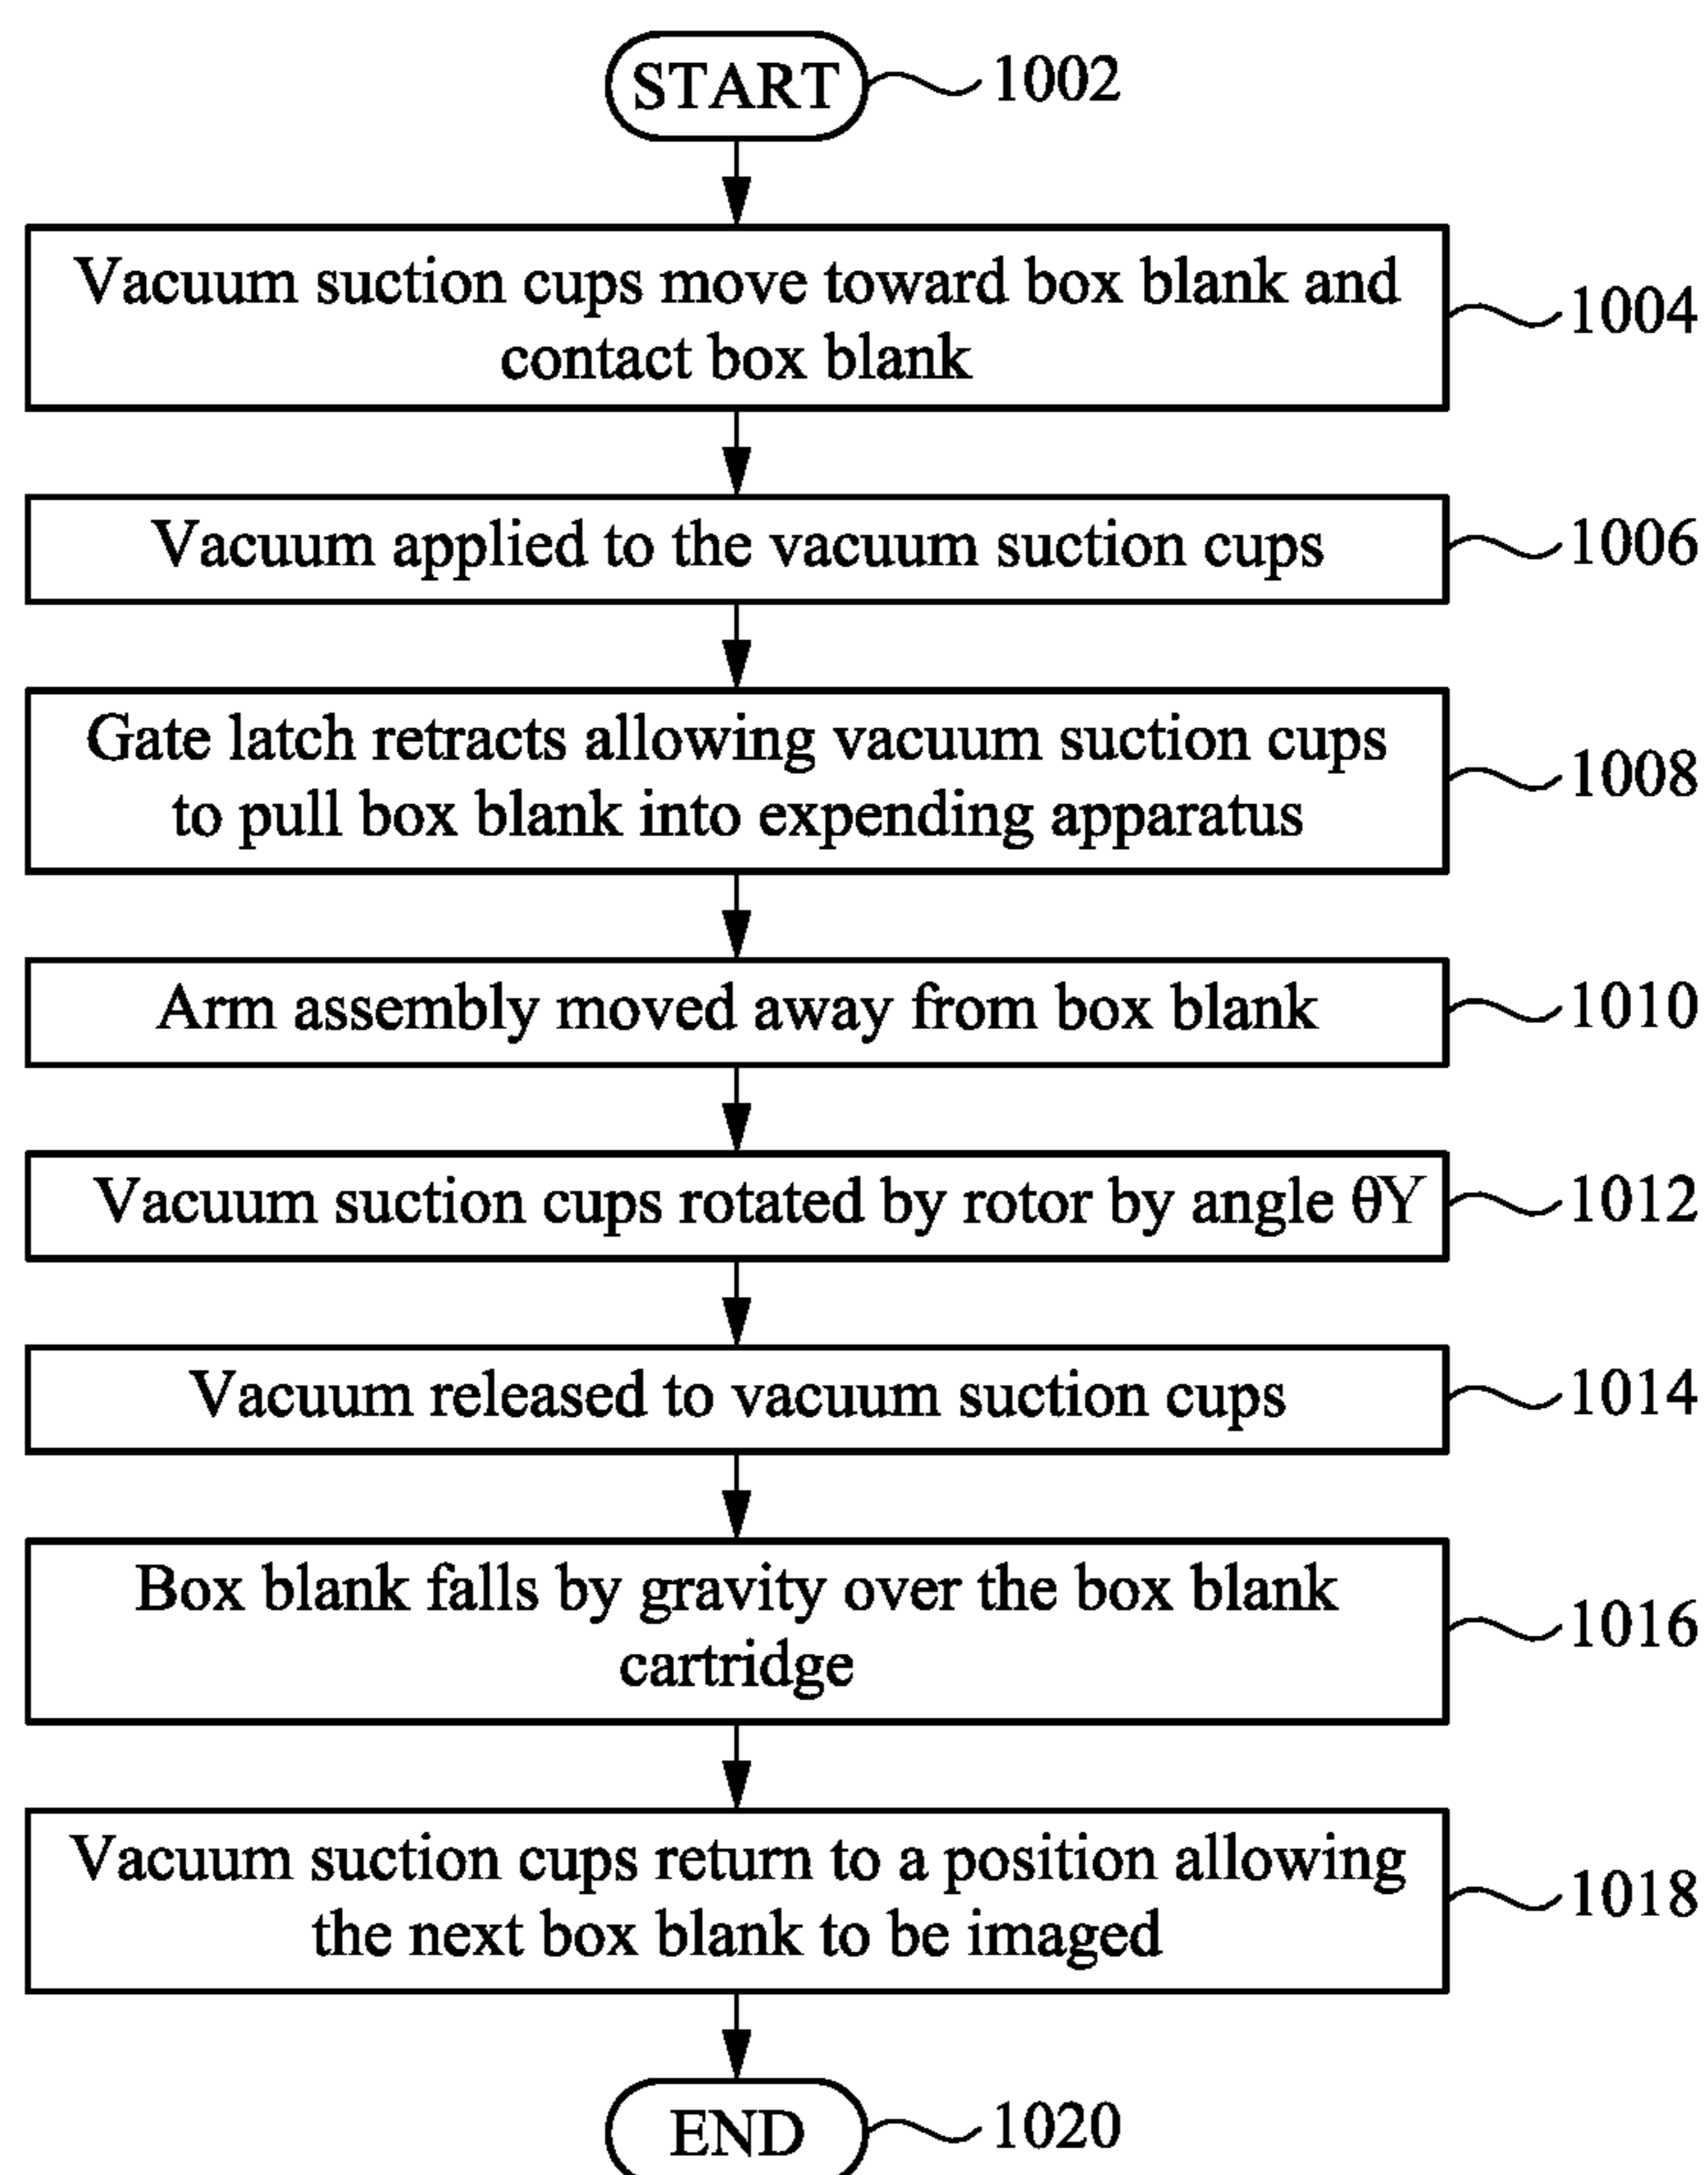 START
1002
Vacuum suction cups move toward box blank and
contact box blank
1004
Vacuum applied to the vacuum suction cups
1006
Gate latch retracts allowing vacuum suction cups
to pull box blank into expending apparatus
1008
Arm assembly moved away from box blank
1010
Vacuum suction cups rotated by rotor by angle θY
1012
Vacuum released to vacuum suction cups
1014
Box blank falls by gravity over the box blank
cartridge
1016
Vacuum suction cups return to a position allowing
the next box blank to be imaged
1018
END
1020